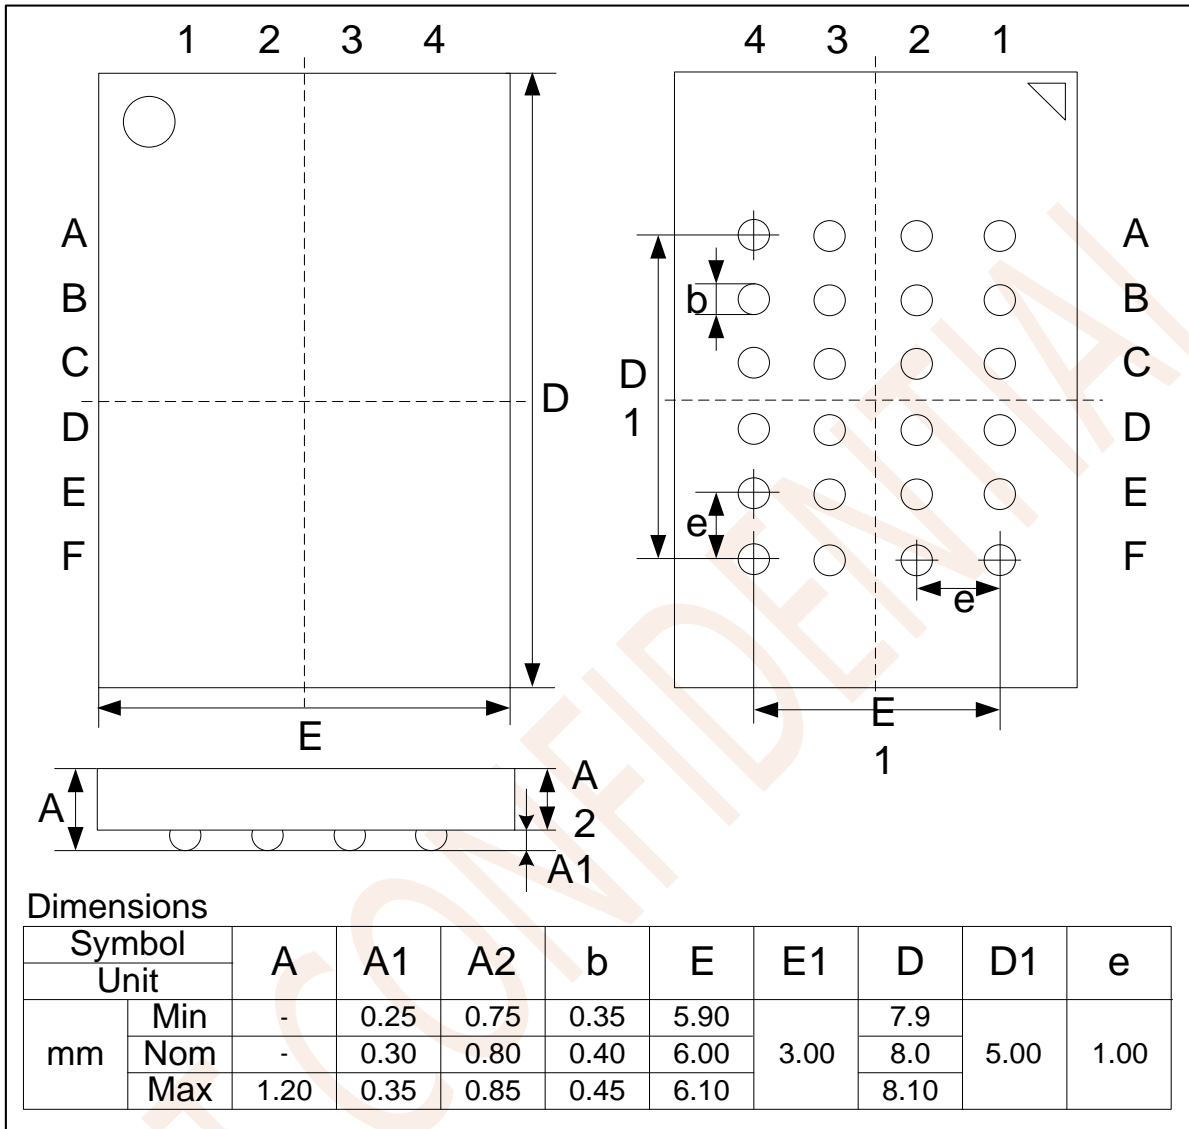 1 2 3 4
4 3 2 1
A
B
C
D
E
F
D
E
A
B
C
D
E
F
D
1
b
e
e
E
1
A
A
2
A1
CONFIDENTIAL
Dimensions
Symbol A A1 A2 b E E1 D D1 e
Unit
mm
Min - 0.25 0.75 0.35 5.90 7.9
Nom - 0.30 0.80 0.40 6.00 3.00 8.0 5.00 1.00
Max 1.20 0.35 0.85 0.45 6.10 8.10